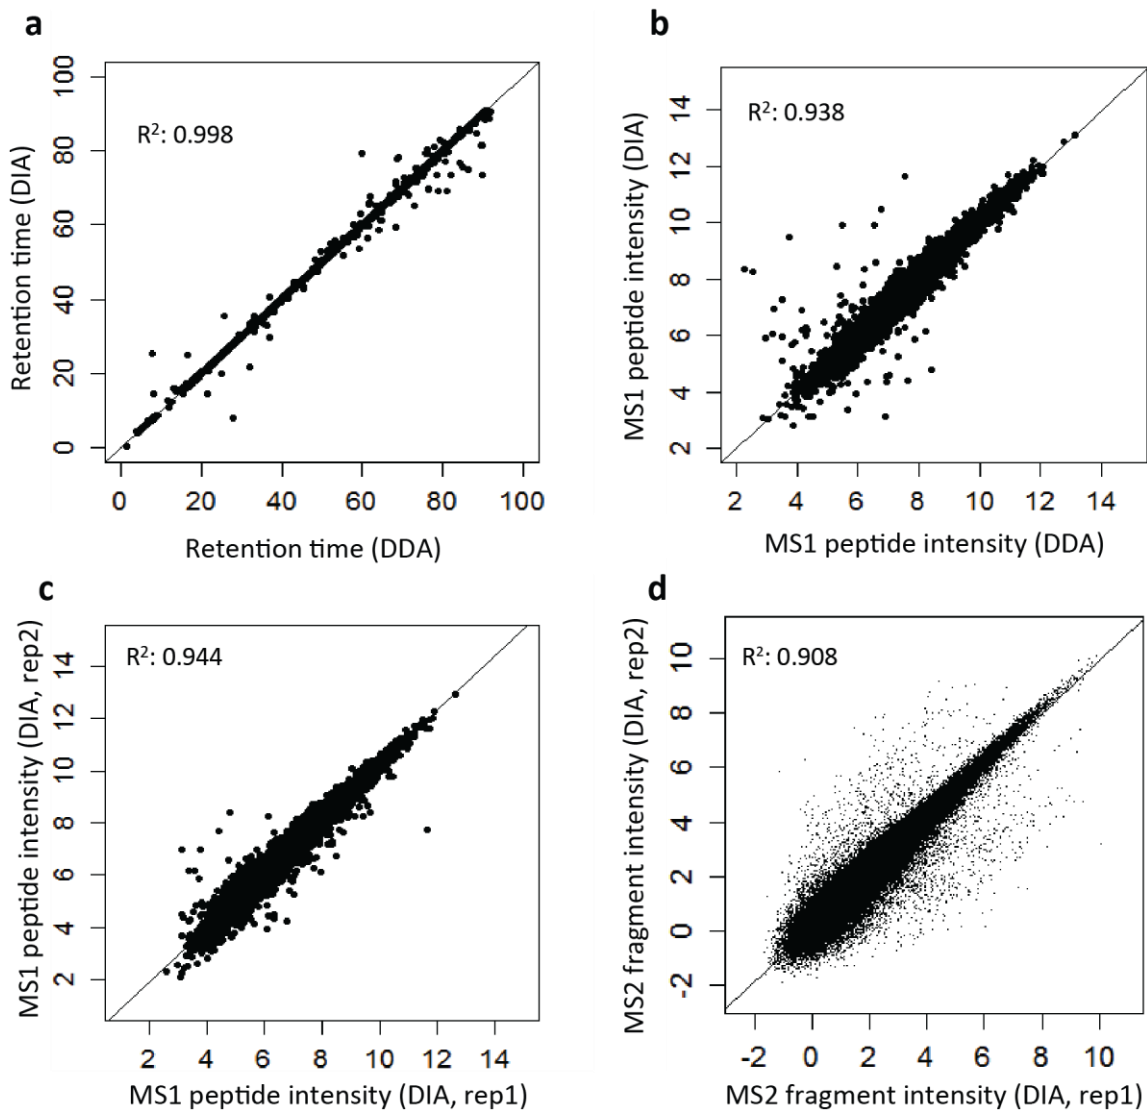 a
R²: 0.998
Retention time (DIA)
100
80
60
40
20
0
0 20 40 60 80 100
Retention time (DDA)
b
R²: 0.938
MS1 peptide intensity (DIA)
14
12
10
8
6
4
2
2 4 6 8 10 12 14
MS1 peptide intensity (DDA)
c
R²: 0.944
MS1 peptide intensity (DIA, rep2)
14
12
10
8
6
4
2
2 4 6 8 10 12 14
MS1 peptide intensity (DIA, rep1)
d
R²: 0.908
MS2 fragment intensity (DIA, rep2)
10
8
6
4
2
0
-2
-2 0 2 4 6 8 10
MS2 fragment intensity (DIA, rep1)